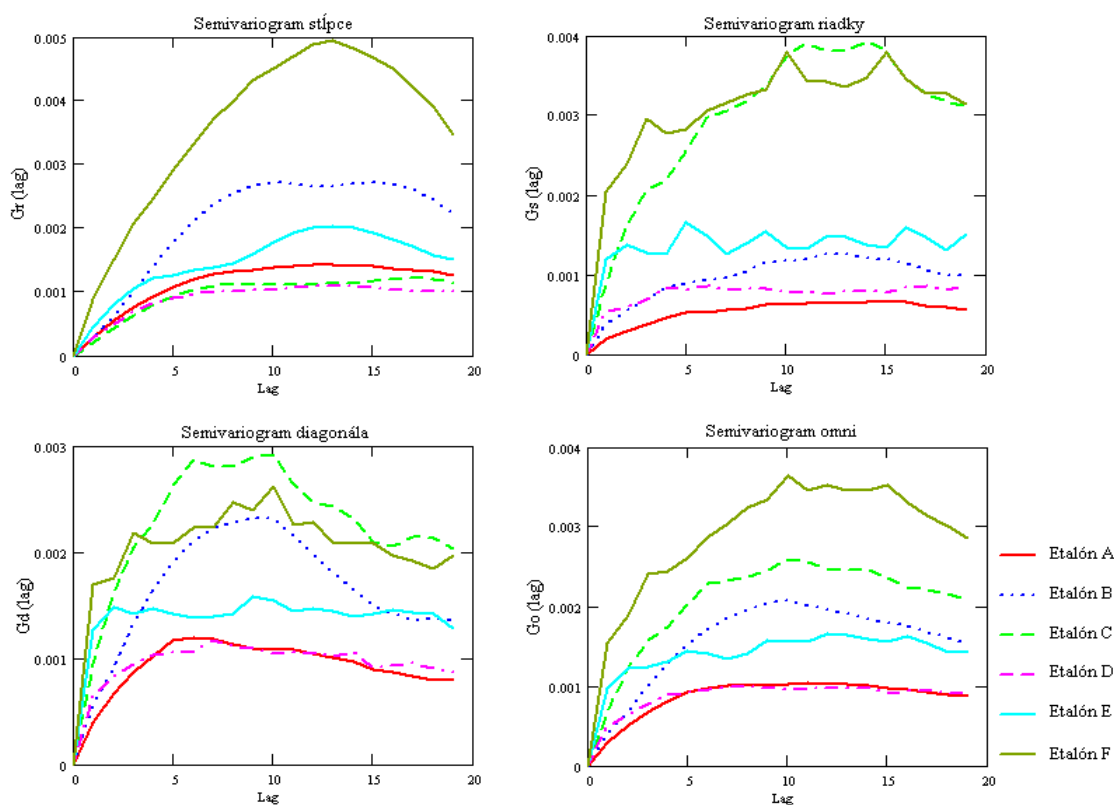 Semivariogram stĺpce
0.005
0.004
0.003
0.002
0.001
0
Gr (lag)
0
5
10
15
20
Lag
Semivariogram riadky
0.004
0.003
0.002
0.001
0
Gs (lag)
0
5
10
15
20
Lag
Semivariogram diagonála
0.003
0.002
0.001
0
Gd (lag)
0
5
10
15
20
Lag
Semivariogram omni
0.004
0.003
0.002
0.001
0
Go (lag)
0
5
10
15
20
Lag
Etalón A
Etalón B
Etalón C
Etalón D
Etalón E
Etalón F